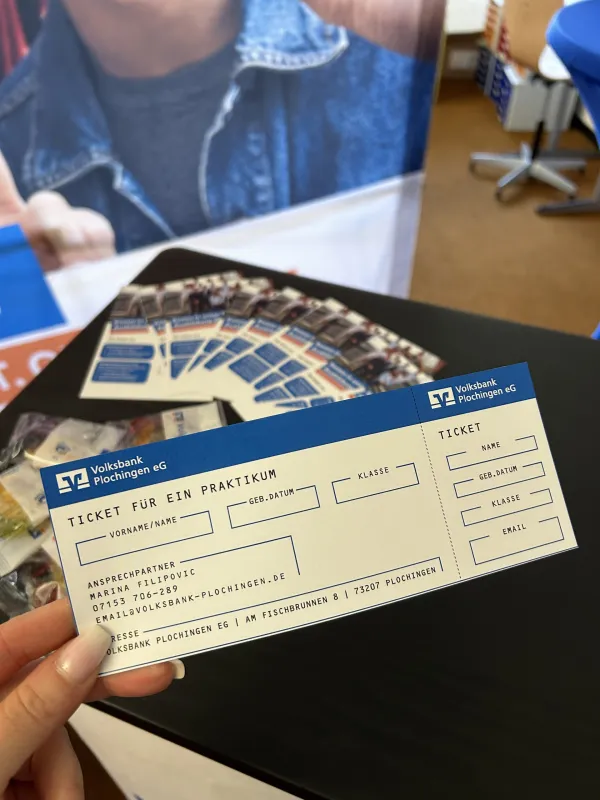 Volksbank
Plochingen eG
TICKET FÜR EIN PRAKTIKUM
VORNAME/NAME
GEB.DATUM
KLASSE
ANSPRECHPARTNER
MARINA FILIPOVIC
07153 706-289
EMAIL@VOLKSBANK-PLOCHINGEN.DE
VOLKSBANK PLOCHINGEN EG | AM FISCHBRUNNEN 8 | 73207 PLOCHINGEN
Volksbank
Plochingen eG
TICKET
NAME
GEB.DATUM
KLASSE
EMAIL